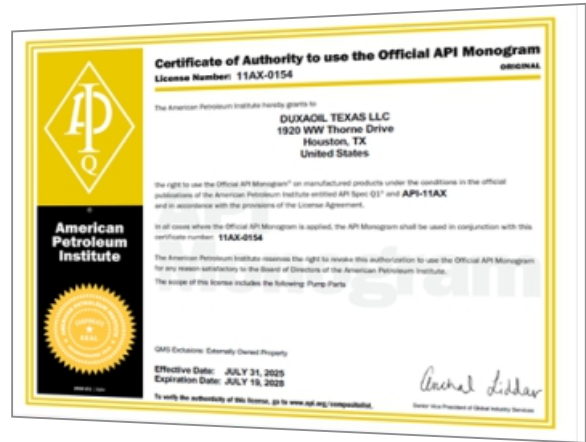 Certificate of Authority to use the Official API Monogram
License Number: 11AX-0154
ORIGINAL
The American Petroleum Institute hereby grants to
DUXAOIL TEXAS LLC
1920 WW Thorne Drive
Houston, TX
United States
the right to use the Official API Monogram® on manufactured products under the conditions in the official
publications of the American Petroleum Institute entitled API Spec Q1® and API-11AX
and in accordance with the provisions of the License Agreement.
In all cases where the Official API Monogram is applied, the API Monogram shall be used in conjunction with this
certificate number: 11AX-0154
The American Petroleum Institute reserves the right to revoke this authorization to use the Official API Monogram
for any reason satisfactory to the Board of Directors of the American Petroleum Institute.
The scope of this license includes the following: Pump Parts
QMS Exclusions: Externally Owned Property
Effective Date: JULY 31, 2025
Expiration Date: JULY 19, 2028
To verify the authenticity of this license, go to www.api.org/compositelist.
Senior Vice President of Global Industry Services
API
Q
American
Petroleum
Institute
CORPORATE
SEAL
API
Monogram